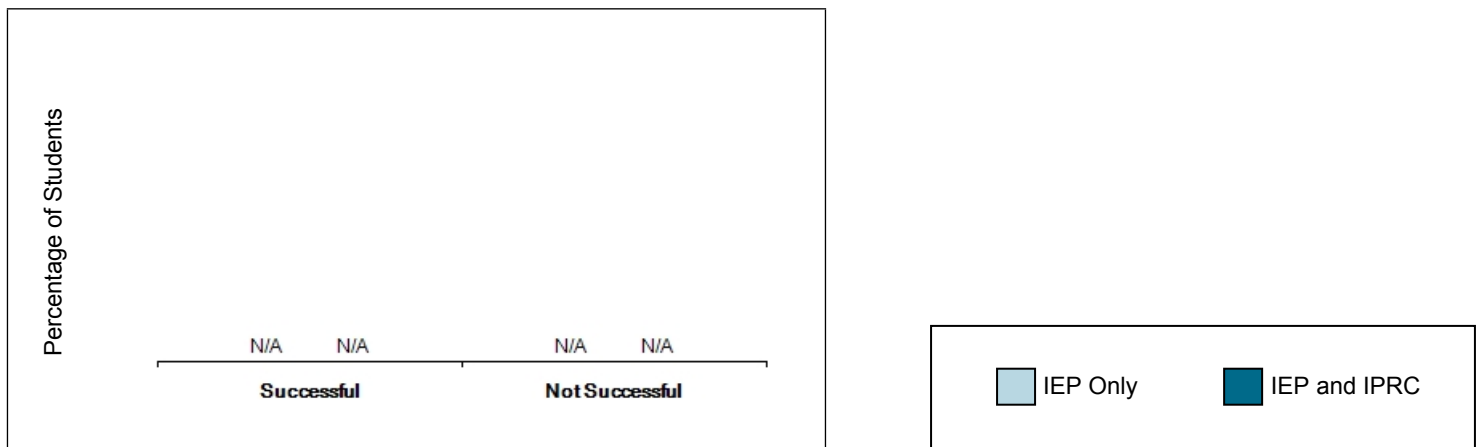 Percentage of Students
N/A N/A N/A N/A
Successful Not Successful
IEP Only IEP and IPRC